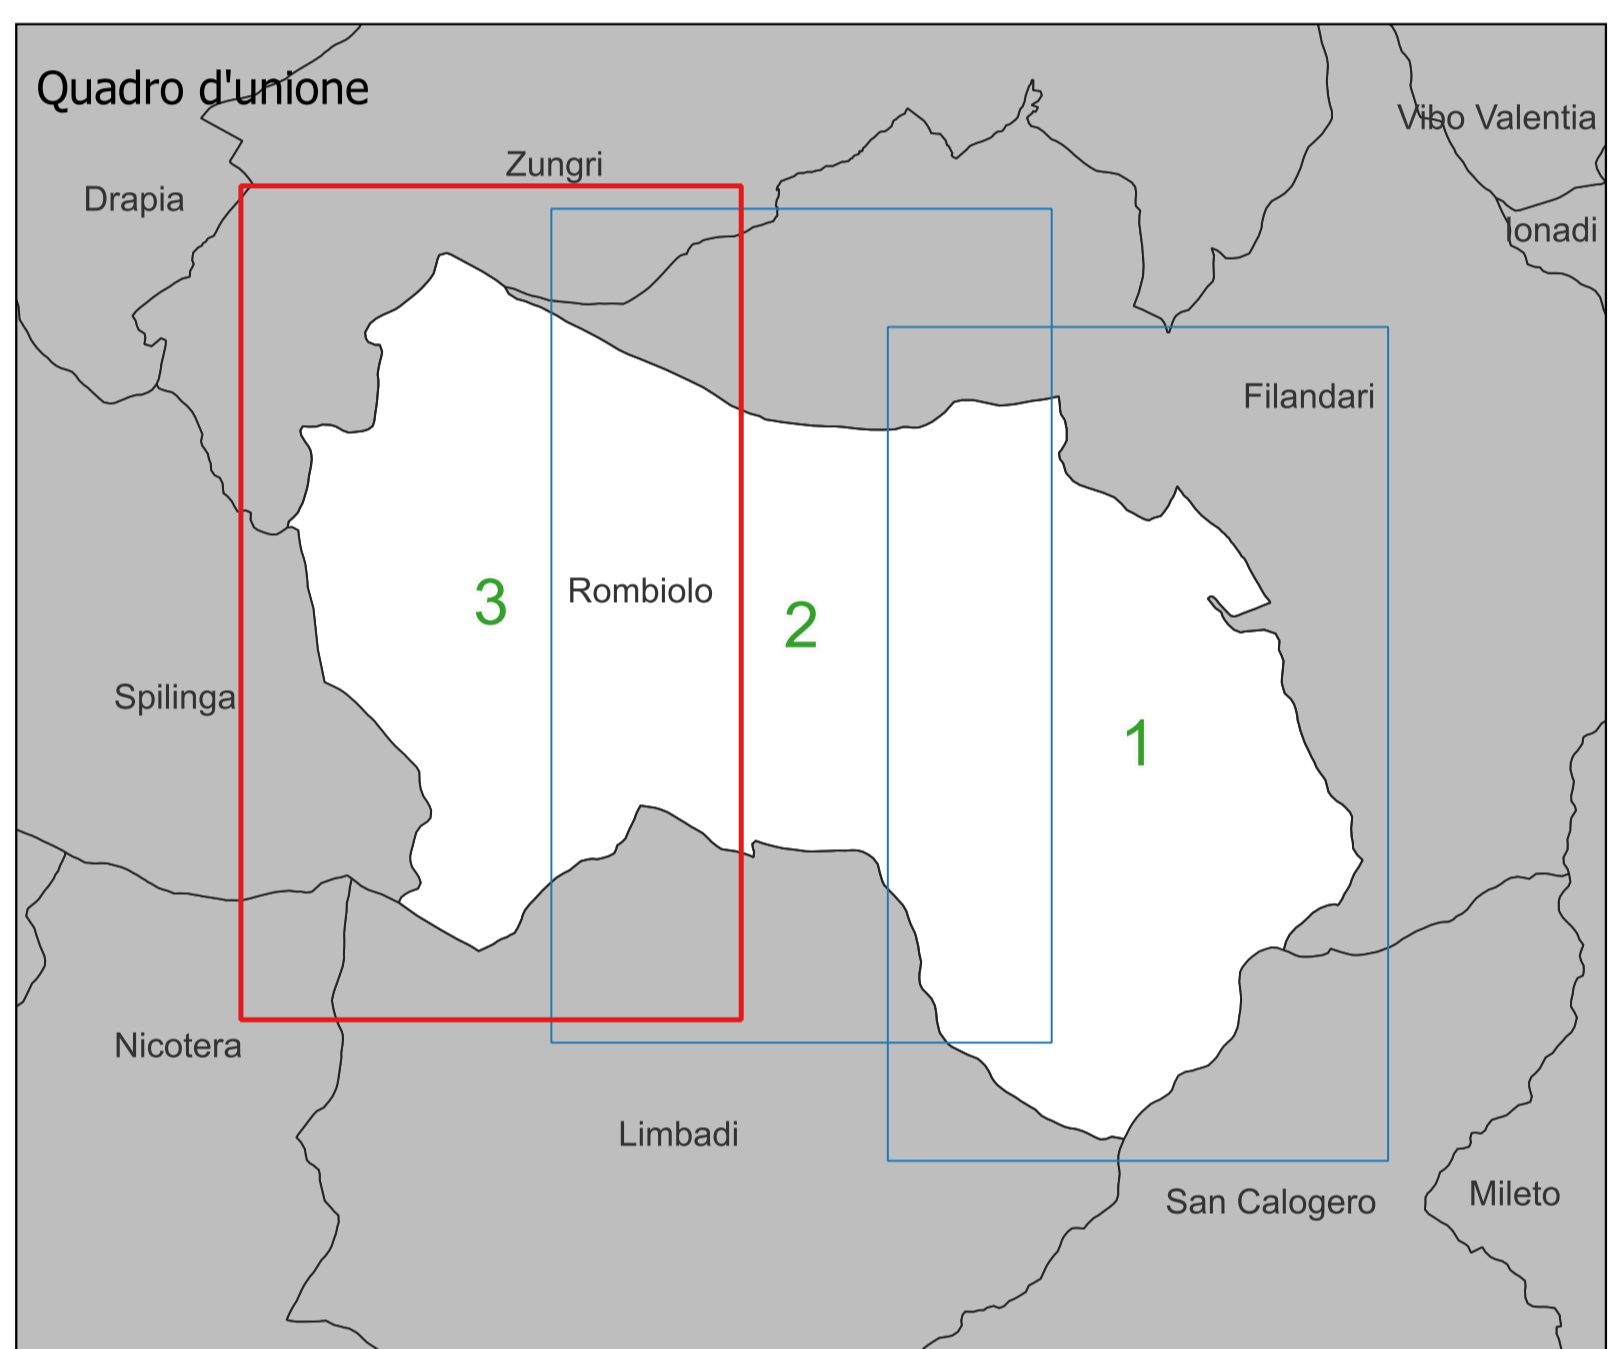 Quadro d'unione
Vibo Valentia
Zungri
Drapia
Ionadi
Filandari
3
Rombiolo
2
Spilinga
1
Nicotera
Limbadi
San Calogero
Mileto